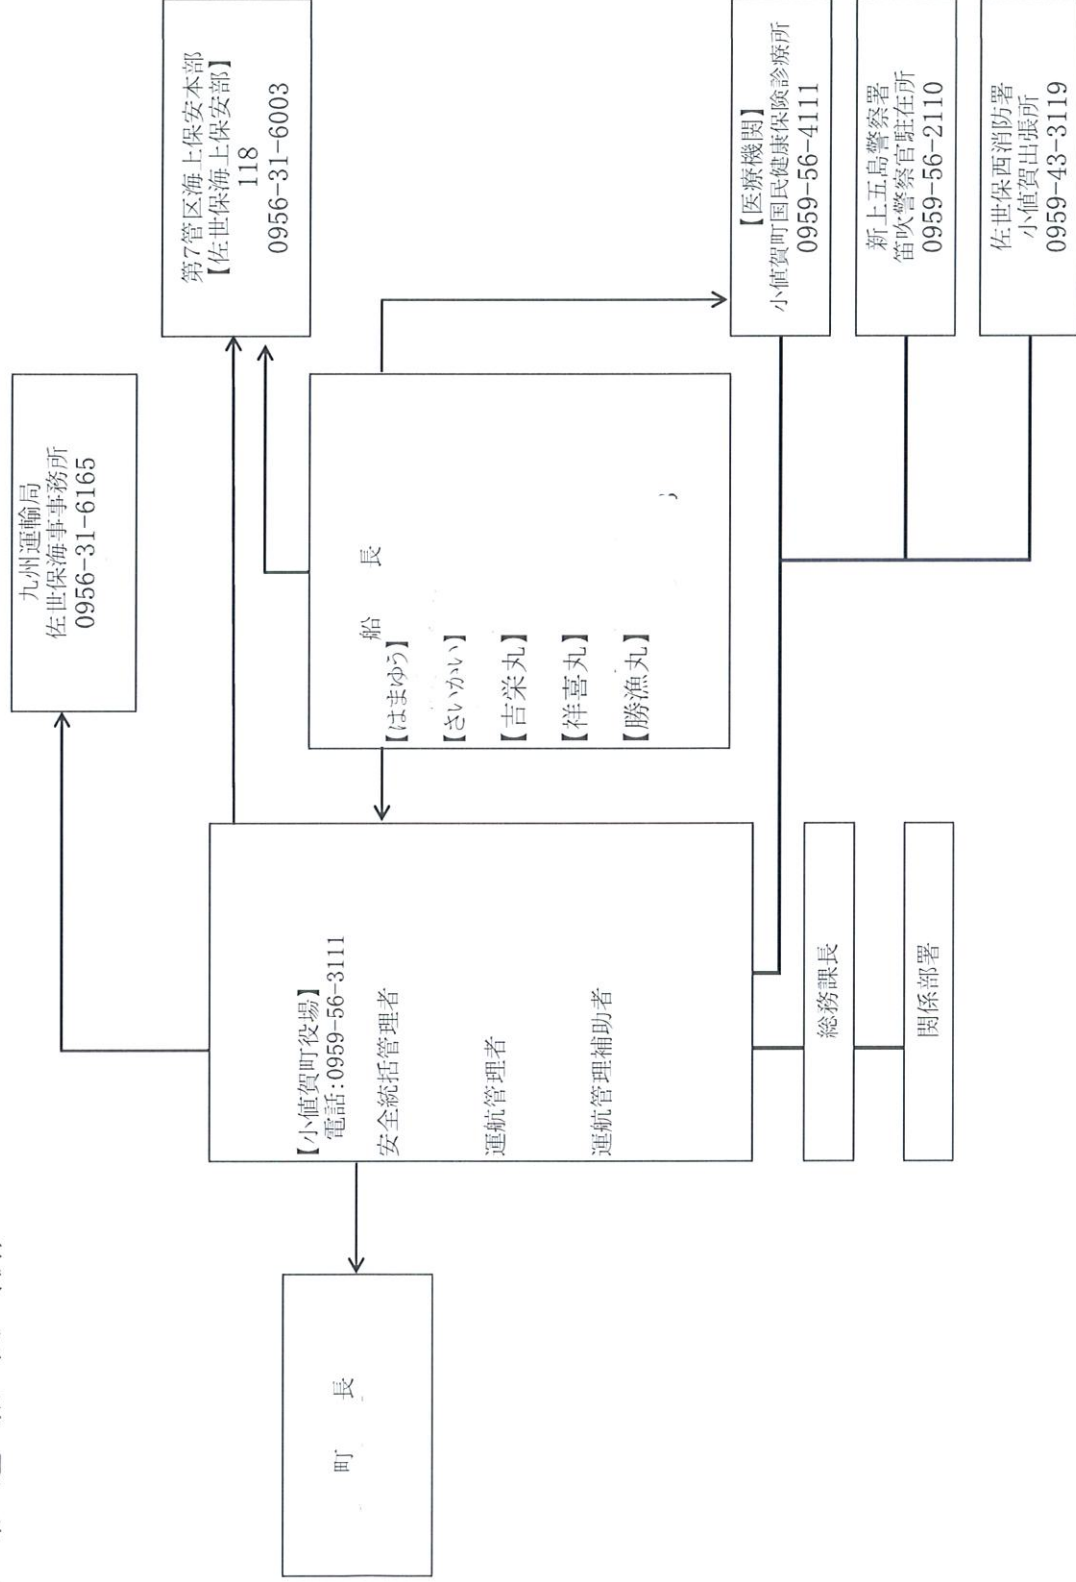 九州運輸局
佐世保海事事務所
0956-31-6165
第7管区海上保安本部
【佐世保海上保安部】
118
0956-31-6003
町　長
【小値賀町役場】
電話:0959-56-3111
安全統括管理者
運航管理者
運航管理補助者
船　長
【はまゆう】
【さいかい】
【吉栄丸】
【祥喜丸】
【勝漁丸】
【医療機関】
小値賀町国民健康保険診療所
0959-56-4111
新上五島警察署
笛吹警察官駐在所
0959-56-2110
佐世保西消防署
小値賀出張所
0959-43-3119
総務課長
関係部署